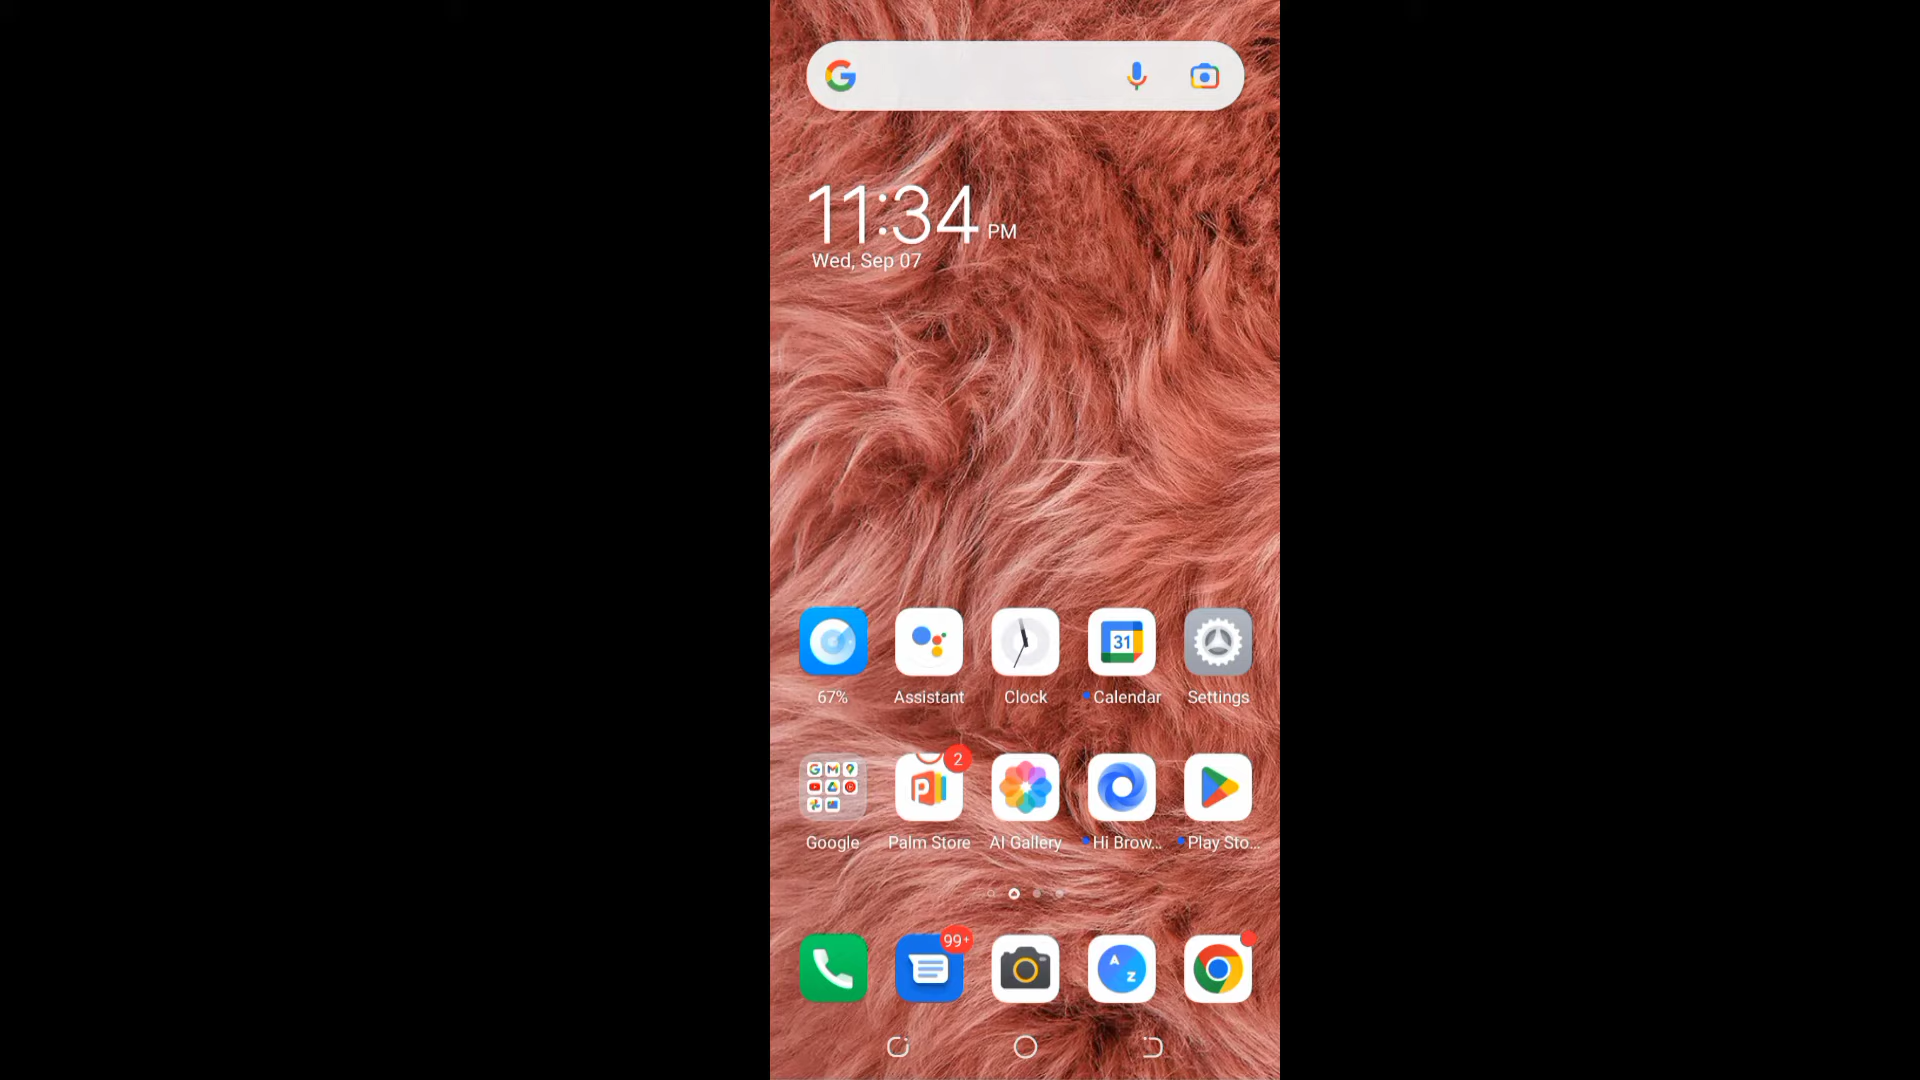 11:34 PM
Wed, Sep 07
31
67%
Assistant
Clock
Calendar
Settings
2
Google
Palm Store
AI Gallery
Hi Brow...
Play Sto...
99+
A
Z